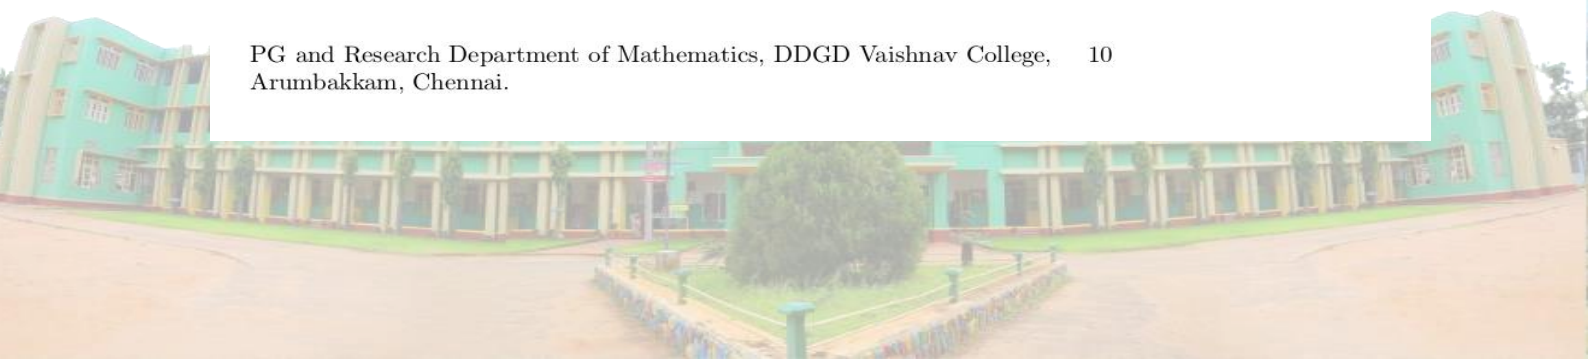 PG and Research Department of Mathematics, DDGD Vaishnav College, 10
Arumbakkam, Chennai.